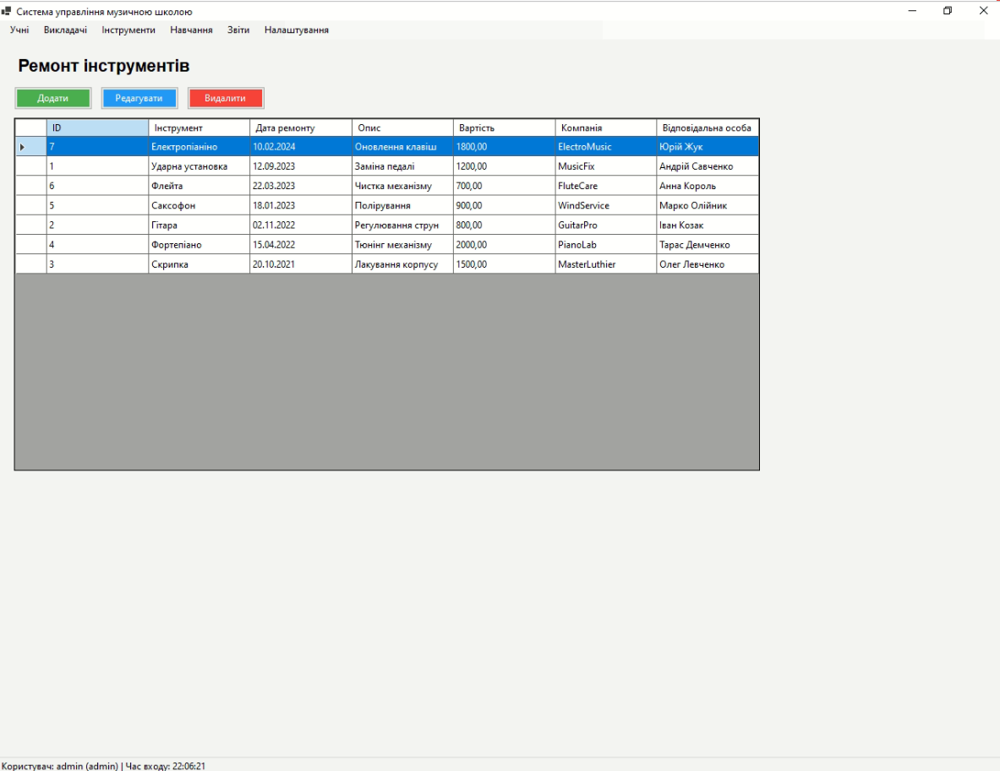 Система управління музичною школою
Учні Викладачі Інструменти Навчання Звіти Налаштування
Ремонт інструментів
Додати Редагувати Видалити
ID Інструмент Дата ремонту Опис Вартість Компанія Відповідальна особа
7 Електропіаніно 10.02.2024 Оновлення клавіш 1800,00 ElectroMusic Юрій Жук
1 Ударна установка 12.09.2023 Заміна педалі 1200,00 MusicFix Андрій Савченко
6 Флейта 22.03.2023 Чистка механізму 700,00 FluteCare Анна Король
5 Саксофон 18.01.2023 Полірування 900,00 WindService Марко Олійник
2 Гітара 02.11.2022 Регулювання струн 800,00 GuitarPro Іван Козак
4 Фортепіано 15.04.2022 Тюнінг механізму 2000,00 PianoLab Тарас Демченко
3 Скрипка 20.10.2021 Лакування корпусу 1500,00 MasterLuthier Олег Левченко
Користувач: admin (admin) | Час входу: 22:06:21